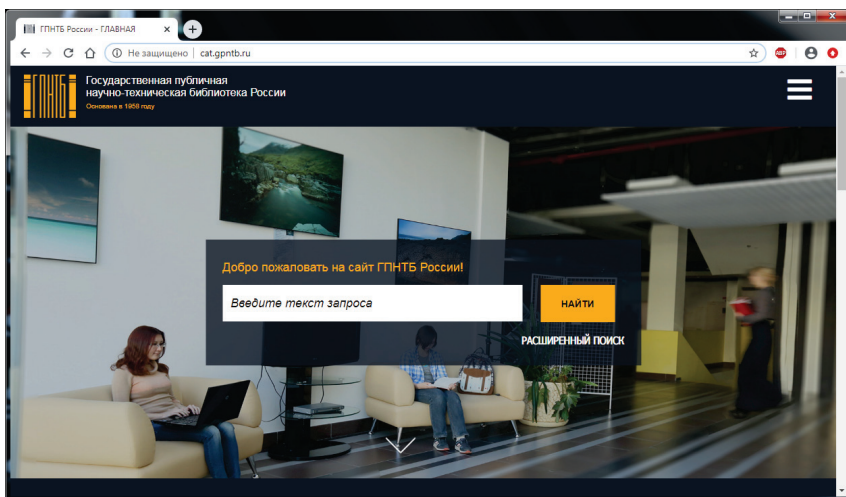 ГПНТБ России - ГЛАВНАЯ
Не защищено | cat.gpntb.ru
ABP
ГПНТБ
Государственная публичная
научно-техническая библиотека России
Основана в 1958 году
Добро пожаловать на сайт ГПНТБ России!
Введите текст запроса
НАЙТИ
РАСШИРЕННЫЙ ПОИСК